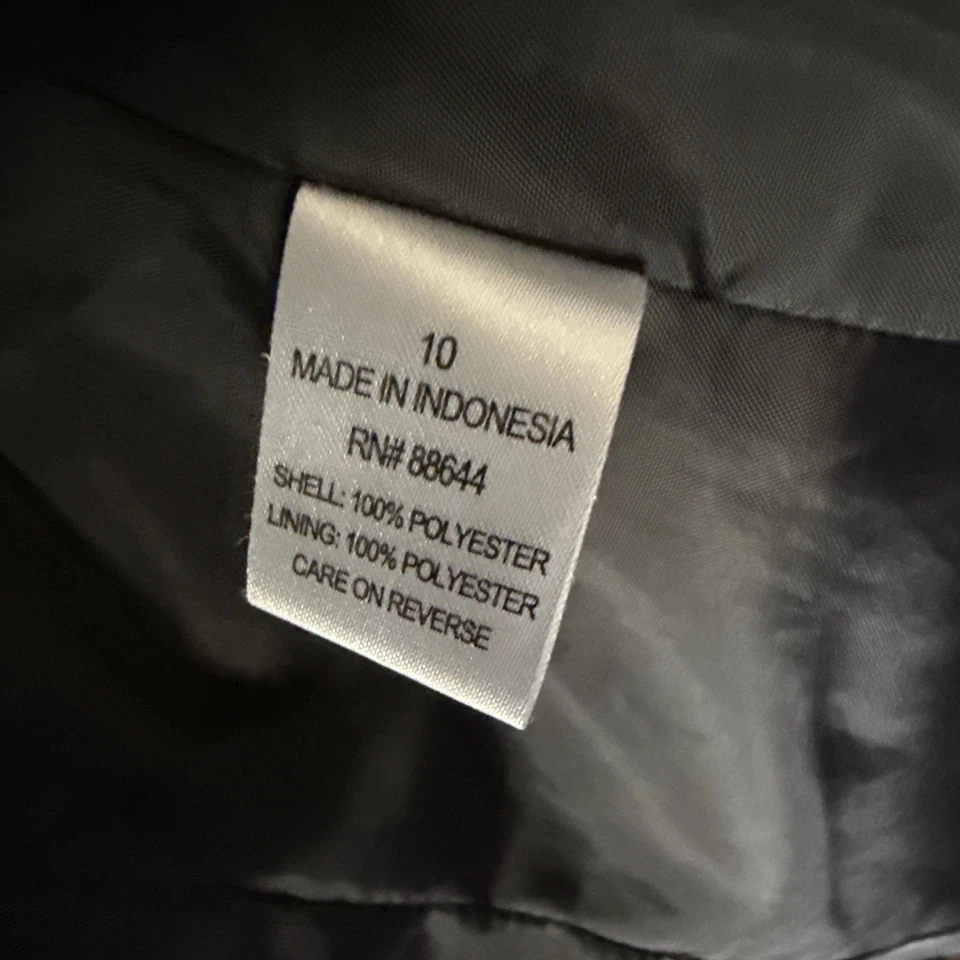 10
MADE IN INDONESIA
RN# 88644
SHELL: 100% POLYESTER
LINING: 100% POLYESTER
CARE ON REVERSE